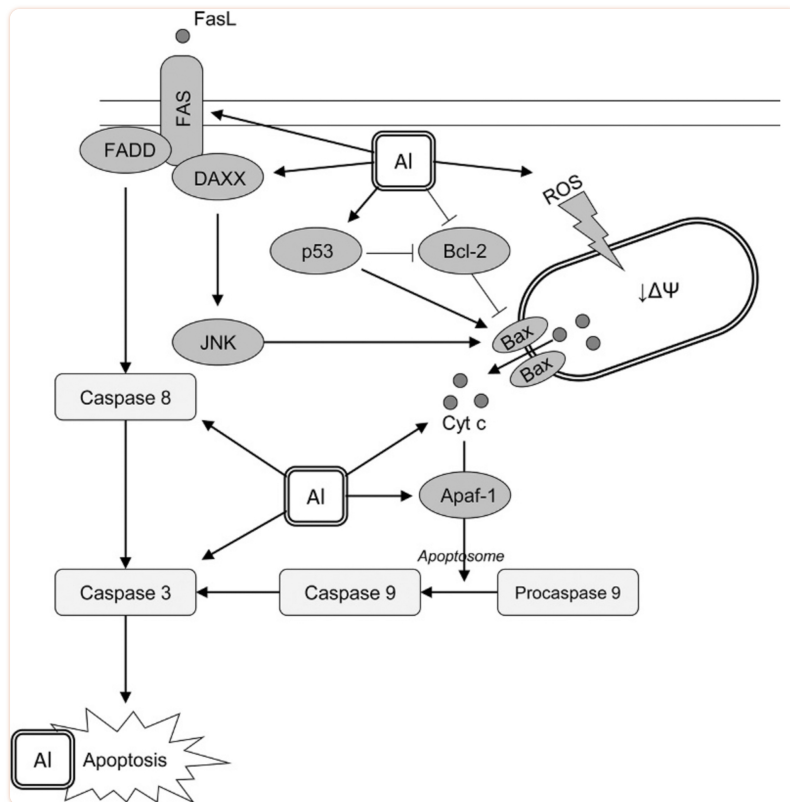 FasL
FAS
FADD
DAXX
Al
ROS
p53
Bcl-2
↓ΔΨ
JNK
Bax
Bax
Caspase 8
Cyt c
Al
Apaf-1
Apoptosome
Caspase 3
Caspase 9
Procaspase 9
Al
Apoptosis